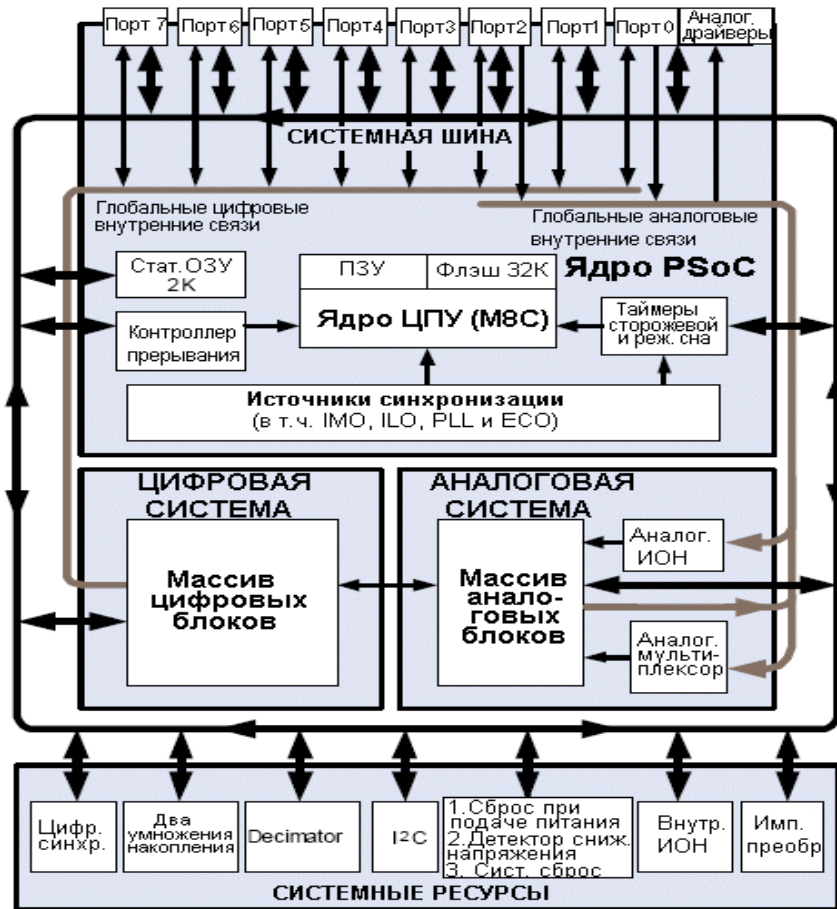 Порт 7
Порт6
Порт5
Порт4
Порт3
Порт2
Порт1
Порт0
Аналог.
драйверы
СИСТЕМНАЯ ШИНА
Глобальные цифровые
внутренние связи
Глобальные аналоговые
внутренние связи
Ядро PSoC
Стат.ОЗУ
2K
ПЗУ
Флэш 32К
Ядро ЦПУ (M8C)
Контроллер
прерывания
Таймеры
сторожевой
и реж. сна
Источники синхронизации
(в т.ч. IMO, ILO, PLL и ECO)
ЦИФРОВАЯ
СИСТЕМА
АНАЛОГОВАЯ
СИСТЕМА
Массив
цифровых
блоков
Массив
анало-
говых
блоков
Аналог.
ИОН
Аналог.
мульти-
плексор
Цифр.
синхр.
Два
умножения
накопления
Decimator
I2C
1.Сброс при
подаче питания
2.Детектор сниж.
напряжения
3. Сист. сброс
Внутр.
ИОН
Имп.
преобр
СИСТЕМНЫЕ РЕСУРСЫ